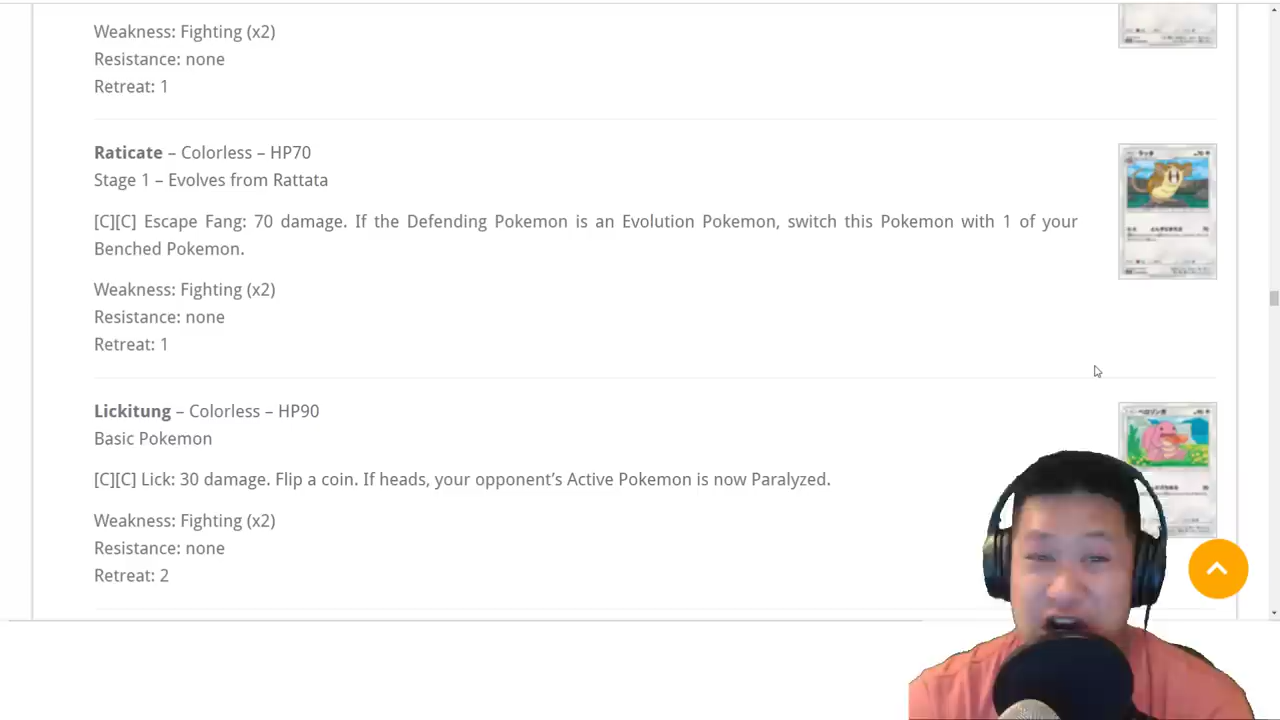 Weakness: Fighting (x2)
Resistance: none
Retreat: 1
Raticate – Colorless – HP70
Stage 1 – Evolves from Rattata
[C][C] Escape Fang: 70 damage. If the Defending Pokemon is an Evolution Pokemon, switch this Pokemon with 1 of your
Benched Pokemon.
Weakness: Fighting (x2)
Resistance: none
Retreat: 1
Lickitung – Colorless – HP90
Basic Pokemon
[C][C] Lick: 30 damage. Flip a coin. If heads, your opponent’s Active Pokemon is now Paralyzed.
Weakness: Fighting (x2)
Resistance: none
Retreat: 2